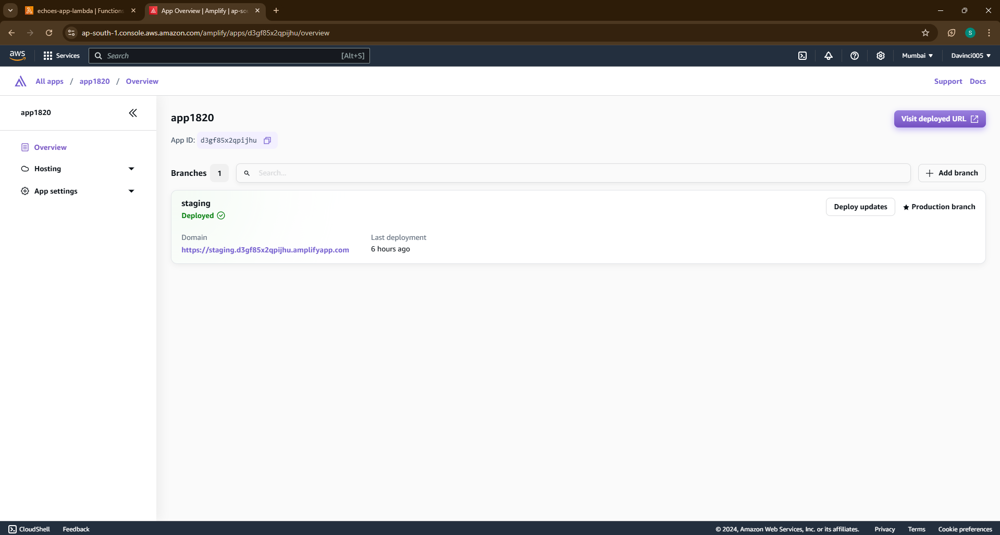 echoes-app-lambda | Functions
App Overview | Amplify | ap-so
ap-south-1.console.aws.amazon.com/amplify/apps/d3gf85x2qpijhu/overview
S
aws
Services
Search
[Alt+S]
Mumbai
Davinci005
All apps / app1820 / Overview
Support
Docs
app1820
Overview
Hosting
App settings
app1820
Visit deployed URL
App ID: d3gf85x2qpijhu
Branches 1
Search...
Add branch
staging
Deployed
Deploy updates
Production branch
Domain
https://staging.d3gf85x2qpijhu.amplifyapp.com
Last deployment
6 hours ago
CloudShell
Feedback
© 2024, Amazon Web Services, Inc. or its affiliates.
Privacy
Terms
Cookie preferences